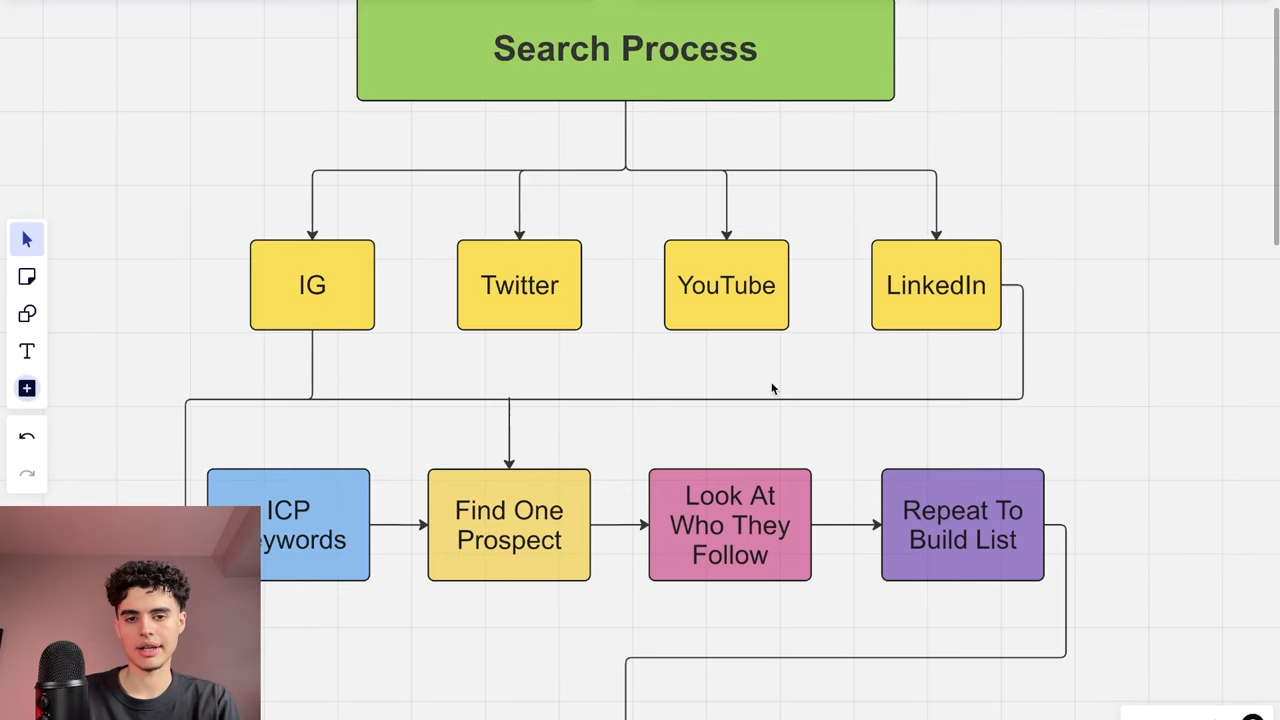 Search Process
IG
Twitter
YouTube
LinkedIn
ICP
eywords
Find One
Prospect
Look At
Who They
Follow
Repeat To
Build List
T